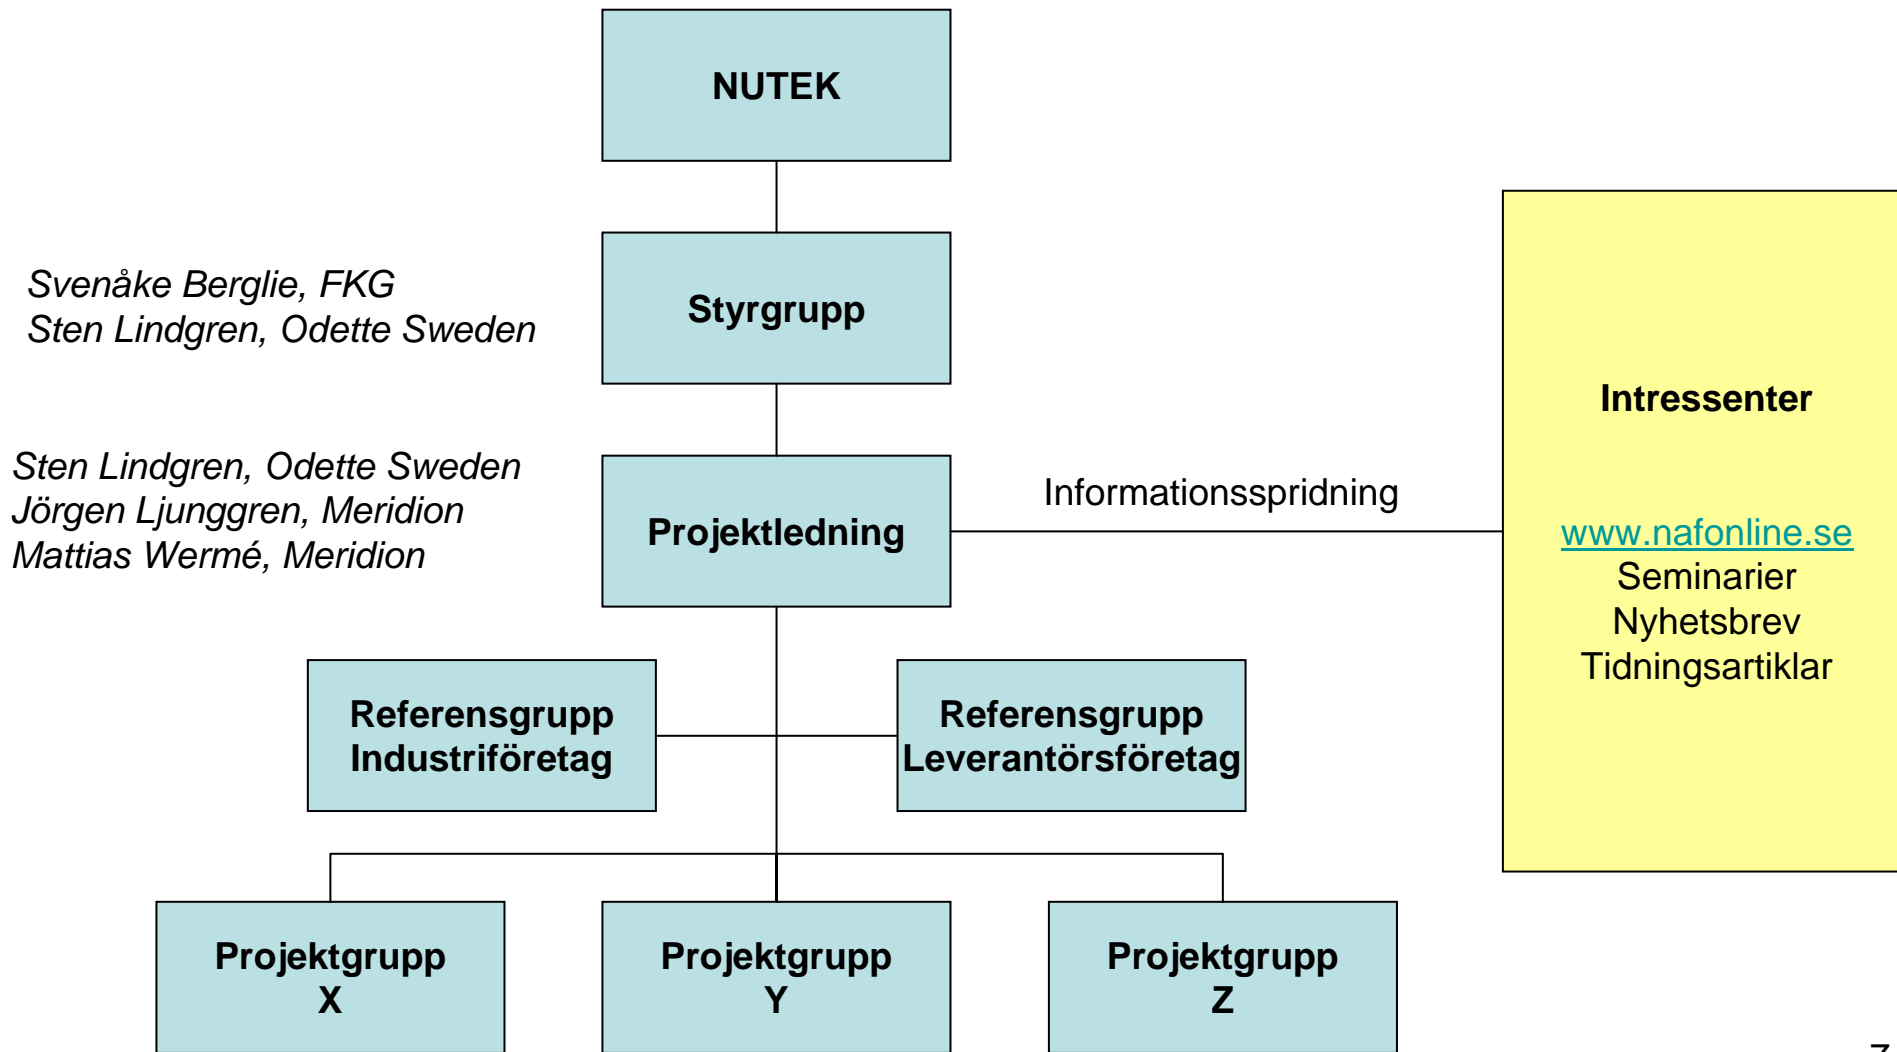 NUTEK
Svenåke Berglie, FKG
Sten Lindgren, Odette Sweden
Styrgrupp
Sten Lindgren, Odette Sweden
Jörgen Ljunggren, Meridion
Mattias Wermé, Meridion
Projektledning
Informationsspridning
Intressenter
www.nafonline.se
Seminarier
Nyhetsbrev
Tidningsartiklar
Referensgrupp
Industriföretag
Referensgrupp
Leverantörsföretag
Projektgrupp
X
Projektgrupp
Y
Projektgrupp
Z